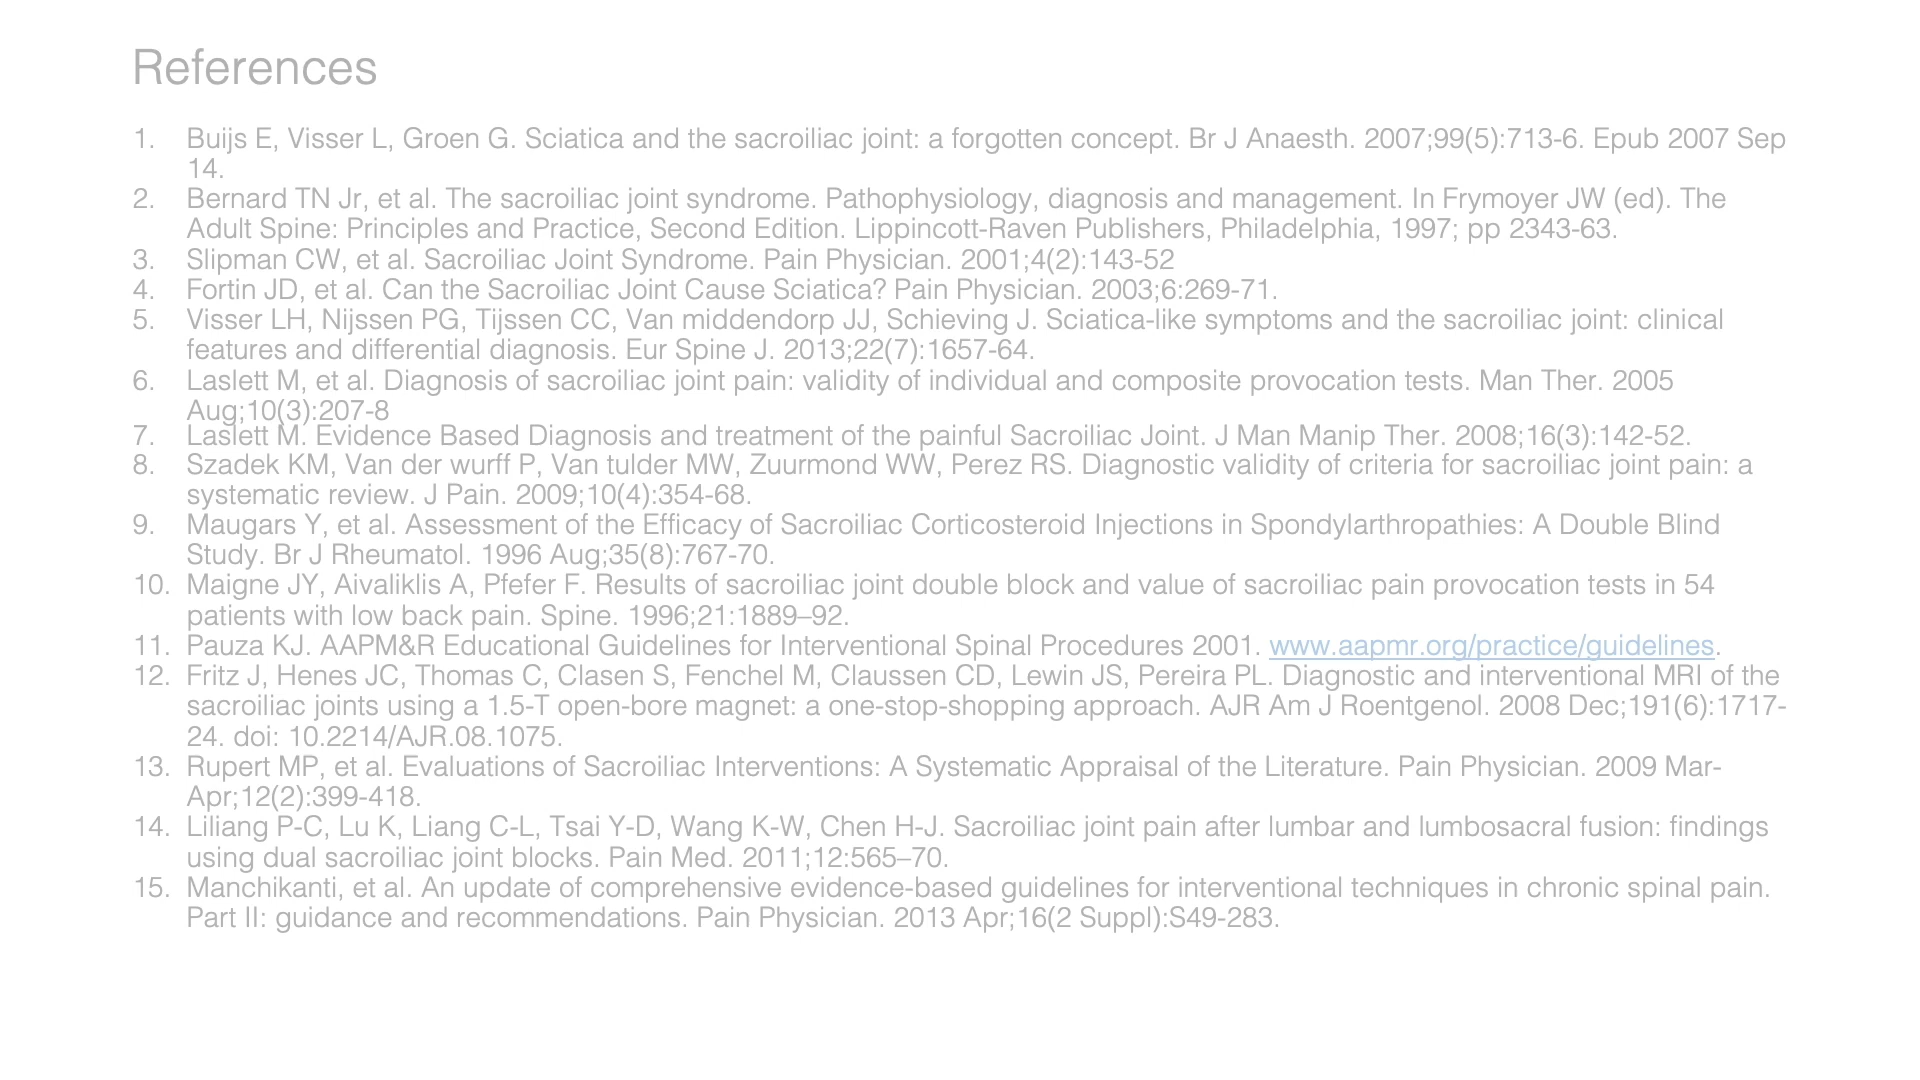 References
1. Buijs E, Visser L, Groen G. Sciatica and the sacroiliac joint: a forgotten concept. Br J Anaesth. 2007;99(5):713-6. Epub 2007 Sep
14.
2. Bernard TN Jr, et al. The sacroiliac joint syndrome. Pathophysiology, diagnosis and management. In Frymoyer JW (ed). The
Adult Spine: Principles and Practice, Second Edition. Lippincott-Raven Publishers, Philadelphia, 1997; pp 2343-63.
3. Slipman CW, et al. Sacroiliac Joint Syndrome. Pain Physician. 2001;4(2):143-52
4. Fortin JD, et al. Can the Sacroiliac Joint Cause Sciatica? Pain Physician. 2003;6:269-71.
5. Visser LH, Nijssen PG, Tijssen CC, Van middendorp JJ, Schieving J. Sciatica-like symptoms and the sacroiliac joint: clinical
features and differential diagnosis. Eur Spine J. 2013;22(7):1657-64.
6. Laslett M, et al. Diagnosis of sacroiliac joint pain: validity of individual and composite provocation tests. Man Ther. 2005
Aug;10(3):207-8
7. Laslett M. Evidence Based Diagnosis and treatment of the painful Sacroiliac Joint. J Man Manip Ther. 2008;16(3):142-52.
8. Szadek KM, Van der wurff P, Van tulder MW, Zuurmond WW, Perez RS. Diagnostic validity of criteria for sacroiliac joint pain: a
systematic review. J Pain. 2009;10(4):354-68.
9. Maugars Y, et al. Assessment of the Efficacy of Sacroiliac Corticosteroid Injections in Spondylarthropathies: A Double Blind
Study. Br J Rheumatol. 1996 Aug;35(8):767-70.
10. Maigne JY, Aivaliklis A, Pfefer F. Results of sacroiliac joint double block and value of sacroiliac pain provocation tests in 54
patients with low back pain. Spine. 1996;21:1889–92.
11. Pauza KJ. AAPM&R Educational Guidelines for Interventional Spinal Procedures 2001. www.aapmr.org/practice/guidelines.
12. Fritz J, Henes JC, Thomas C, Clasen S, Fenchel M, Claussen CD, Lewin JS, Pereira PL. Diagnostic and interventional MRI of the
sacroiliac joints using a 1.5-T open-bore magnet: a one-stop-shopping approach. AJR Am J Roentgenol. 2008 Dec;191(6):1717-
24. doi: 10.2214/AJR.08.1075.
13. Rupert MP, et al. Evaluations of Sacroiliac Interventions: A Systematic Appraisal of the Literature. Pain Physician. 2009 Mar-
Apr;12(2):399-418.
14. Liliang P-C, Lu K, Liang C-L, Tsai Y-D, Wang K-W, Chen H-J. Sacroiliac joint pain after lumbar and lumbosacral fusion: findings
using dual sacroiliac joint blocks. Pain Med. 2011;12:565–70.
15. Manchikanti, et al. An update of comprehensive evidence-based guidelines for interventional techniques in chronic spinal pain.
Part II: guidance and recommendations. Pain Physician. 2013 Apr;16(2 Suppl):S49-283.